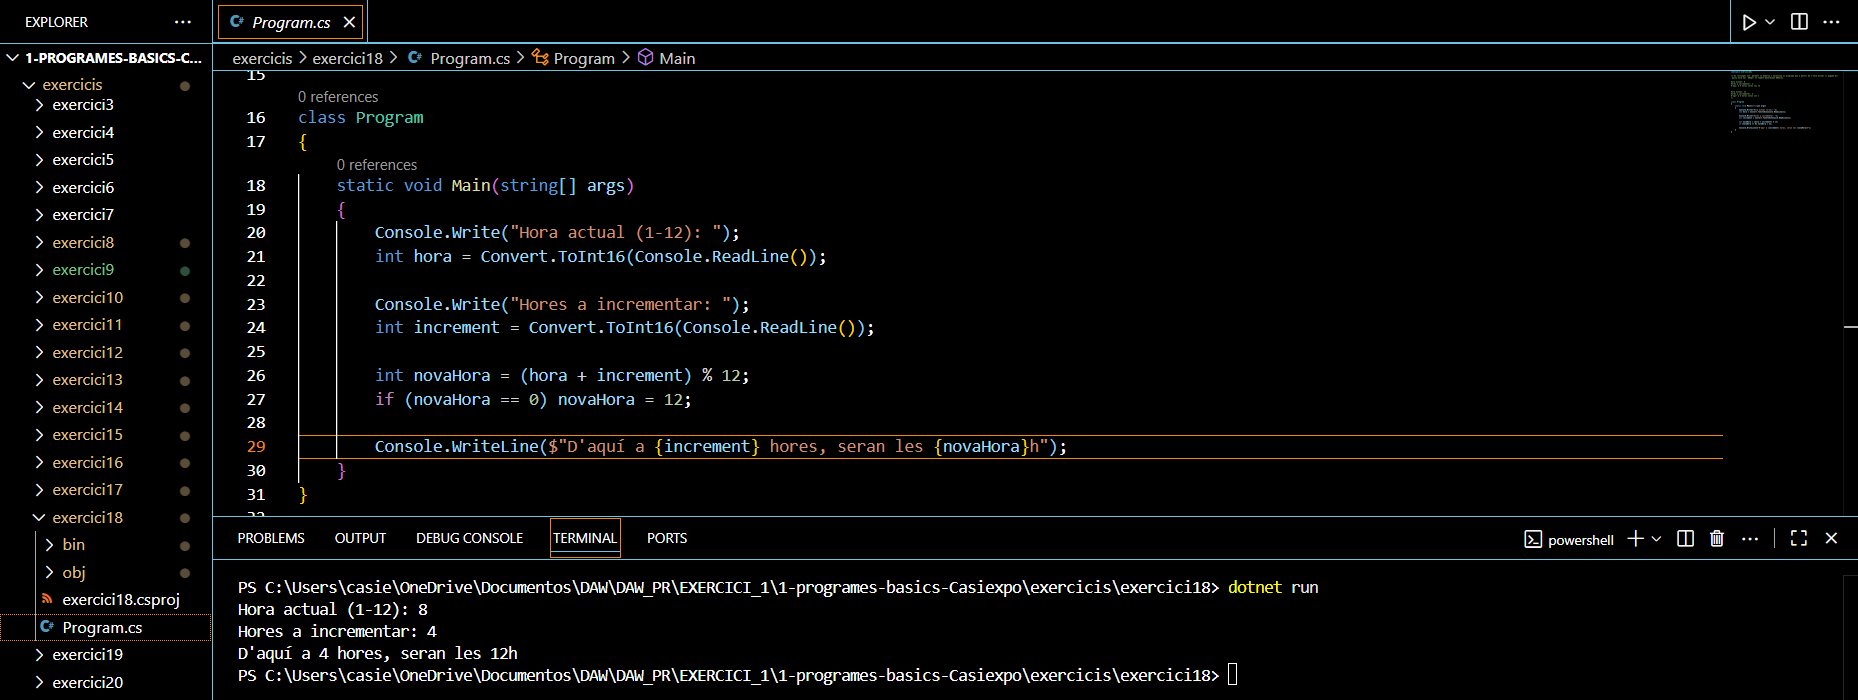 EXPLORER
1-PROGRAMES-BASICS-C...
exercicis
exercici3
exercici4
exercici5
exercici6
exercici7
exercici8
exercici9
exercici10
exercici11
exercici12
exercici13
exercici14
exercici15
exercici16
exercici17
exercici18
bin
obj
exercici18.csproj
Program.cs
exercici19
exercici20
Program.cs
exercicis > exercici18 > Program.cs > Program > Main
15
0 references
16 class Program
17 {
0 references
18 static void Main(string[] args)
19 {
20 Console.Write("Hora actual (1-12): ");
21 int hora = Convert.ToInt16(Console.ReadLine());
22
23 Console.Write("Hores a incrementar: ");
24 int increment = Convert.ToInt16(Console.ReadLine());
25
26 int novaHora = (hora + increment) % 12;
27 if (novaHora == 0) novaHora = 12;
28
29 Console.WriteLine($"D'aquí a {increment} hores, seran les {novaHora}h");
30 }
31 }
PROBLEMS OUTPUT DEBUG CONSOLE TERMINAL PORTS
powershell
PS C:\Users\casie\OneDrive\Documentos\DAW\DAW_PR\EXERCICI_1\1-programes-basics-Casiexpo\exercicis\exercici18> dotnet run
Hora actual (1-12): 8
Hores a incrementar: 4
D'aquí a 4 hores, seran les 12h
PS C:\Users\casie\OneDrive\Documentos\DAW\DAW_PR\EXERCICI_1\1-programes-basics-Casiexpo\exercicis\exercici18>